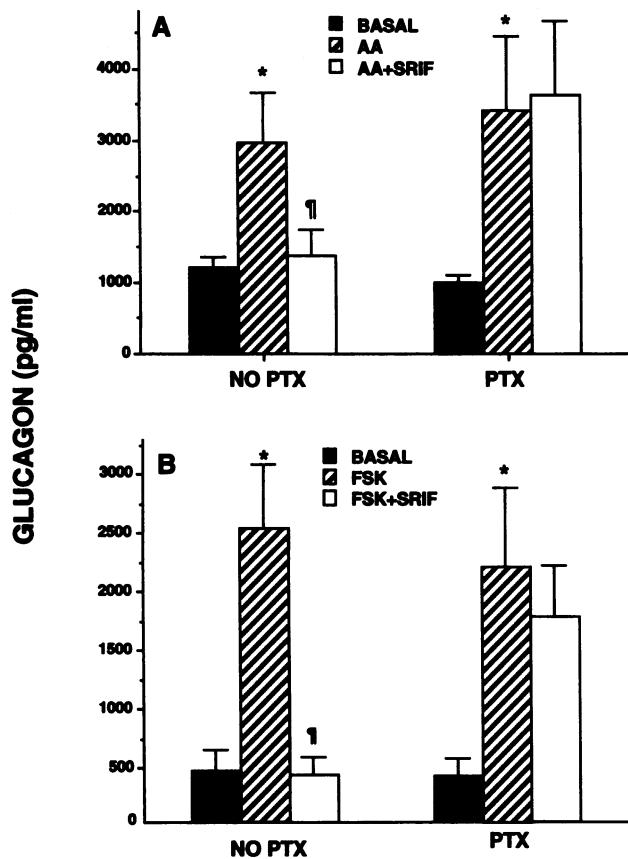 GLUCAGON (pg/ml)
A
BASAL
AA
AA+SRIF
4000
3000
2000
1000
0
*
¶
*
NO PTX
PTX
B
BASAL
FSK
FSK+SRIF
3000
2500
2000
1500
1000
500
0
*
¶
*
NO PTX
PTX